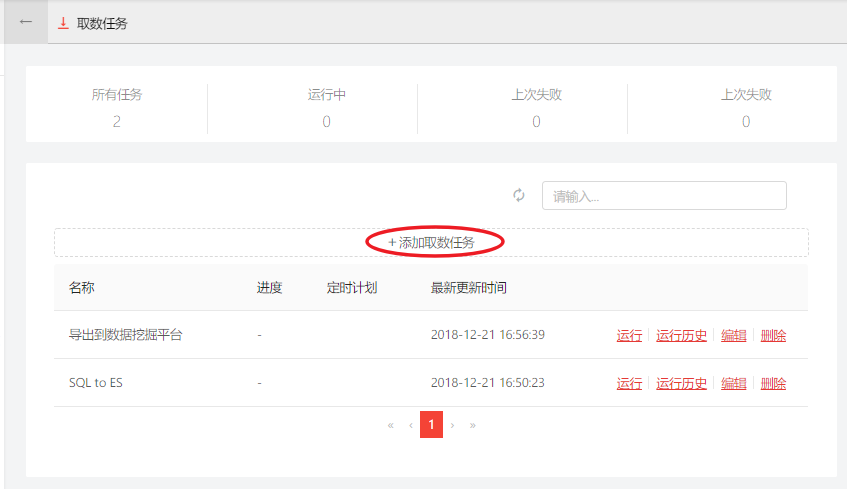 ← 取数任务
所有任务 运行中 上次失败 上次失败
2 0 0 0
请输入...
+ 添加取数任务
名称 进度 定时计划 最新更新时间
导出到数据挖掘平台 - 2018-12-21 16:56:39 运行 运行历史 编辑 删除
SQL to ES - 2018-12-21 16:50:23 运行 运行历史 编辑 删除
« ‹ 1 › »